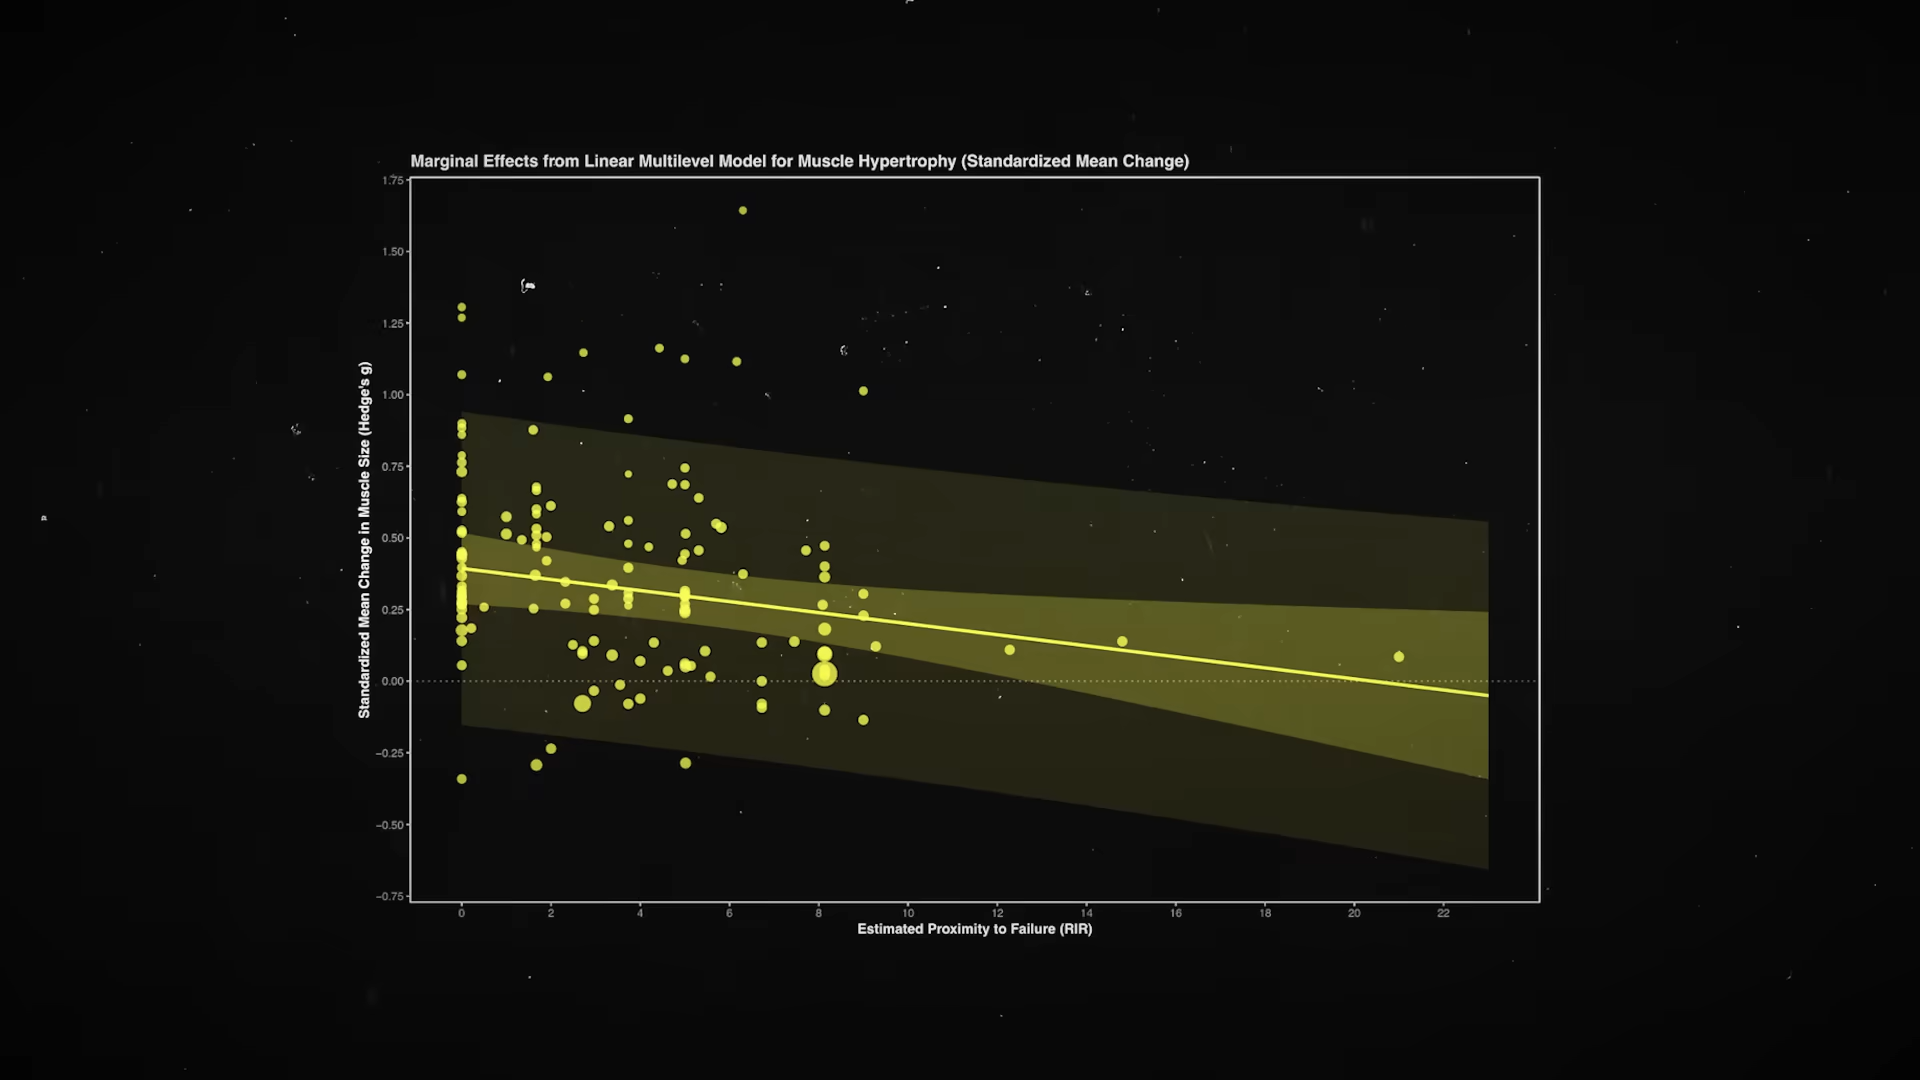 Marginal Effects from Linear Multilevel Model for Muscle Hypertrophy (Standardized Mean Change)
Standardized Mean Change in Muscle Size (Hedge's g)
1.75
1.50
1.25
1.00
0.75
0.50
0.25
0.00
−0.25
−0.50
−0.75
0 2 4 6 8 10 12 14 16 18 20 22
Estimated Proximity to Failure (RIR)